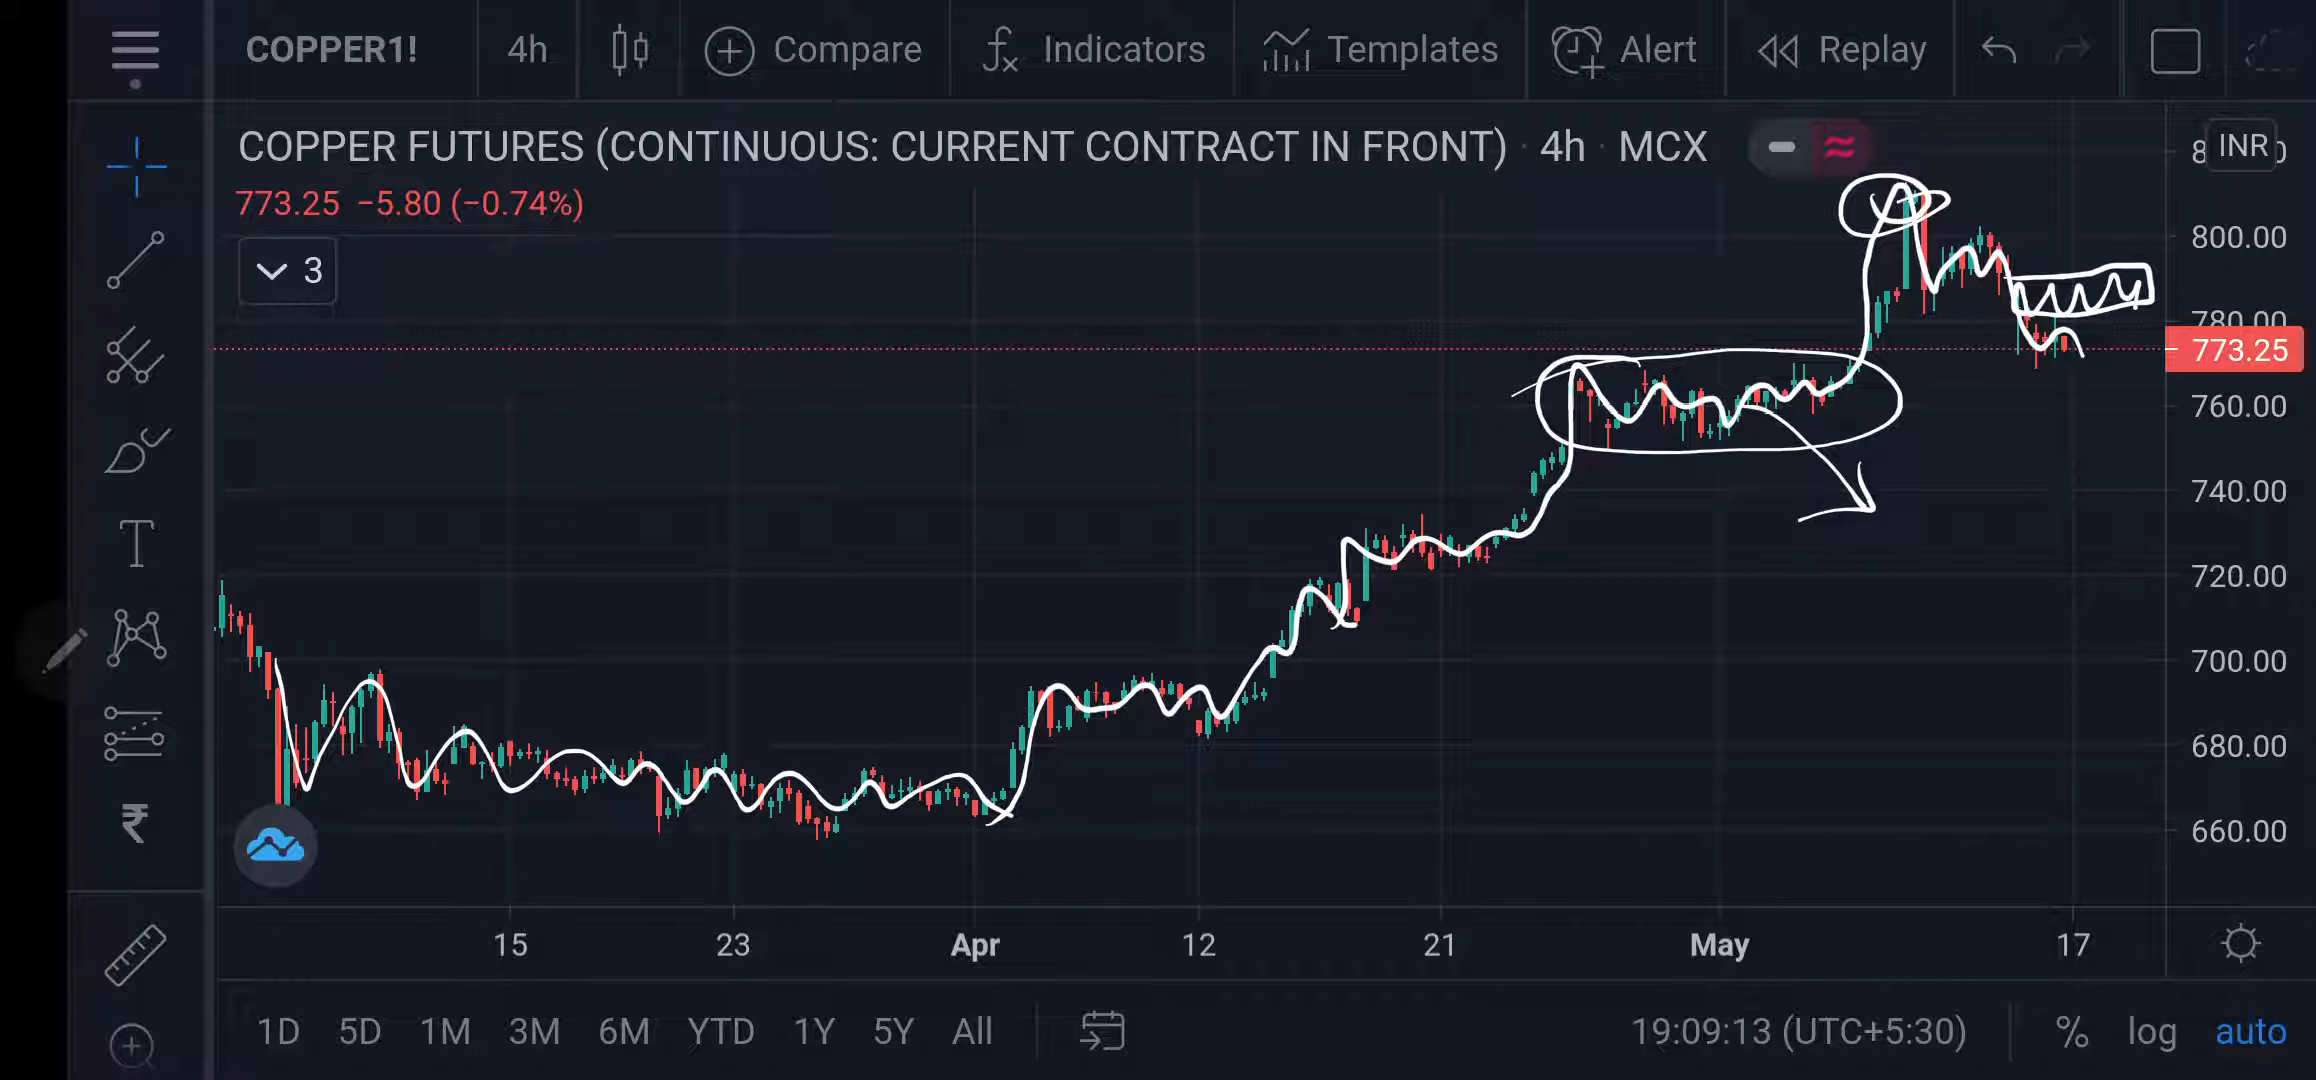 COPPER1! 4h Compare Indicators Templates Alert Replay
COPPER FUTURES (CONTINUOUS: CURRENT CONTRACT IN FRONT) · 4h · MCX
INR
773.25 −5.80 (−0.74%)
3
800.00
780.00
773.25
760.00
740.00
720.00
700.00
680.00
660.00
T
₹
15 23 Apr 12 21 May 17
1D 5D 1M 3M 6M YTD 1Y 5Y All 19:09:13 (UTC+5:30) % log auto